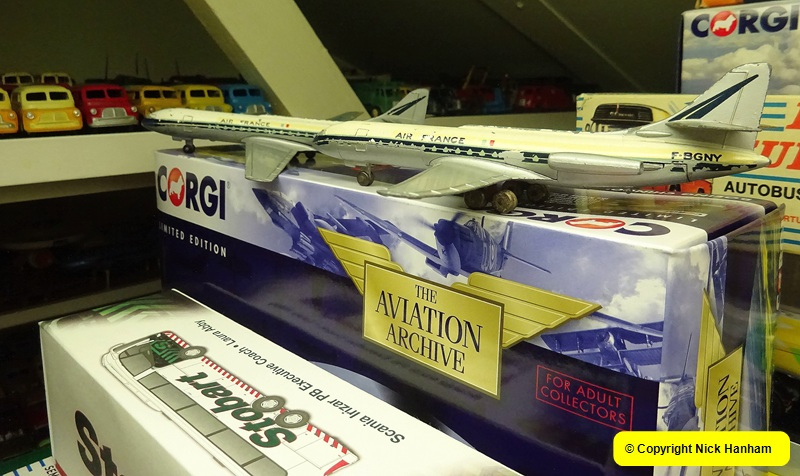 CORGI
AIR FRANCE
AIR FRANCE
F-BGNY
AUTOBUS
CORGI
LIMITED EDITION
CORGI
THE
AVIATION
ARCHIVE
FOR ADULT
COLLECTORS
Scania Irizar PB Executive Coach • Laura Abby
Stobart
© Copyright Nick Hanham